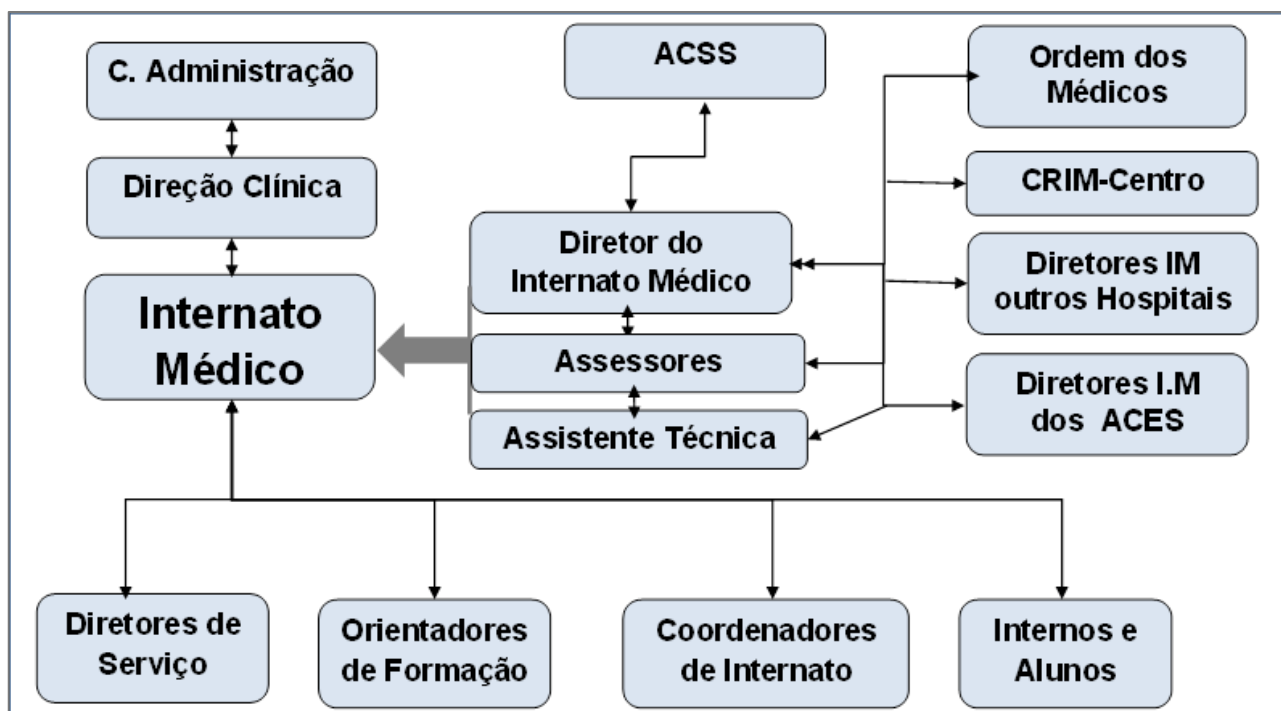 C. Administração
ACSS
Ordem dos
Médicos
Direção Clínica
CRIM-Centro
Diretor do
Internato Médico
Diretores IM
outros Hospitais
Internato
Médico
Assessores
Diretores I.M
dos ACES
Assistente Técnica
Diretores de
Serviço
Orientadores
de Formação
Coordenadores
de Internato
Internos e
Alunos